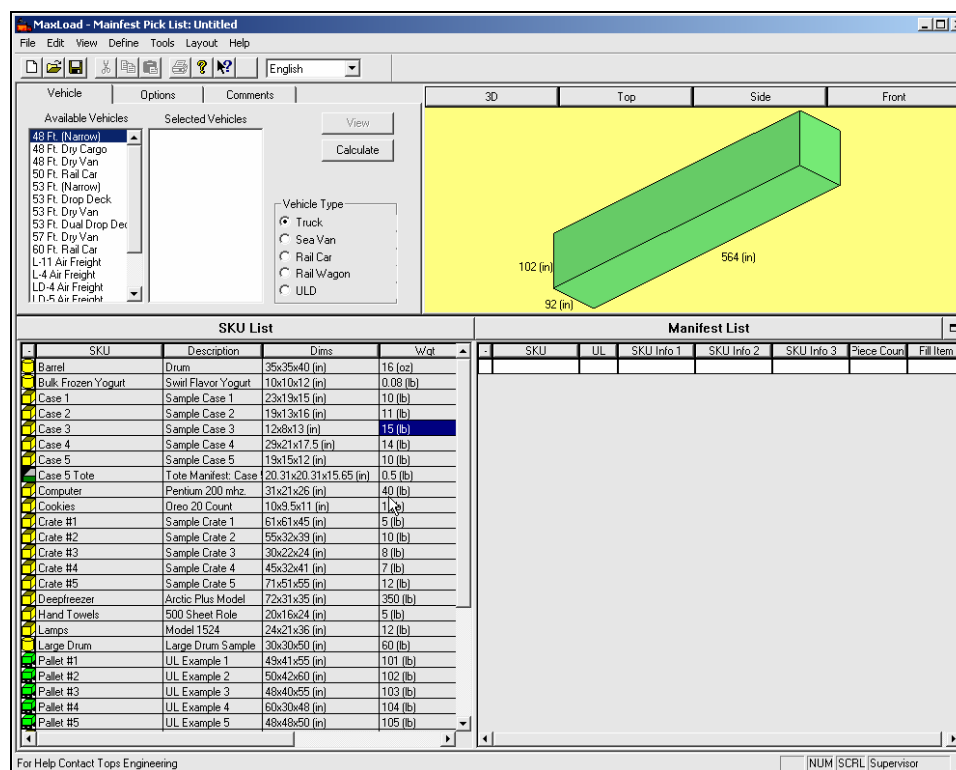 MaxLoad - Mainfest Pick List: Untitled
File Edit View Define Tools Layout Help
English
Vehicle Options Comments
3D Top Side Front
Available Vehicles Selected Vehicles
View
Calculate
48 Ft. (Narrow)
48 Ft. Dry Cargo
48 Ft. Dry Van
50 Ft. Rail Car
53 Ft. (Narrow)
53 Ft. Drop Deck
53 Ft. Dry Van
53 Ft. Dual Drop Dec
57 Ft. Dry Van
60 Ft. Rail Car
L-11 Air Freight
L-4 Air Freight
LD-4 Air Freight
LD-5 Air Freight
Vehicle Type
Truck
Sea Van
Rail Car
Rail Wagon
ULD
102 (in)
92 (in)
564 (in)
SKU List
- SKU Description Dims Wgt
Barrel Drum 35x35x40 (in) 16 (oz)
Bulk Frozen Yogurt Swirl Flavor Yogurt 10x10x12 (in) 0.08 (lb)
Case 1 Sample Case 1 23x19x15 (in) 10 (lb)
Case 2 Sample Case 2 19x13x16 (in) 11 (lb)
Case 3 Sample Case 3 12x8x13 (in) 15 (lb)
Case 4 Sample Case 4 29x21x17.5 (in) 14 (lb)
Case 5 Sample Case 5 19x15x12 (in) 10 (lb)
Case 5 Tote Tote Manifest: Case 20.31x20.31x15.65 (in) 0.5 (lb)
Computer Pentium 200 mhz. 31x21x26 (in) 40 (lb)
Cookies Oreo 20 Count 10x9.5x11 (in)
Crate #1 Sample Crate 1 61x61x45 (in) 5 (lb)
Crate #2 Sample Crate 2 55x32x39 (in) 10 (lb)
Crate #3 Sample Crate 3 30x22x24 (in) 8 (lb)
Crate #4 Sample Crate 4 45x32x41 (in) 7 (lb)
Crate #5 Sample Crate 5 71x51x55 (in) 12 (lb)
Deepfreezer Arctic Plus Model 72x31x35 (in) 350 (lb)
Hand Towels 500 Sheet Role 20x16x24 (in) 5 (lb)
Lamps Model 1524 24x21x36 (in) 12 (lb)
Large Drum Large Drum Sample 30x30x50 (in) 60 (lb)
Pallet #1 UL Example 1 49x41x55 (in) 101 (lb)
Pallet #2 UL Example 2 50x42x60 (in) 102 (lb)
Pallet #3 UL Example 3 48x40x55 (in) 103 (lb)
Pallet #4 UL Example 4 60x30x48 (in) 104 (lb)
Pallet #5 UL Example 5 48x48x50 (in) 105 (lb)
Manifest List
- SKU UL SKU Info 1 SKU Info 2 SKU Info 3 Piece Coun Fill Item
For Help Contact Tops Engineering
NUM SCRL Supervisor